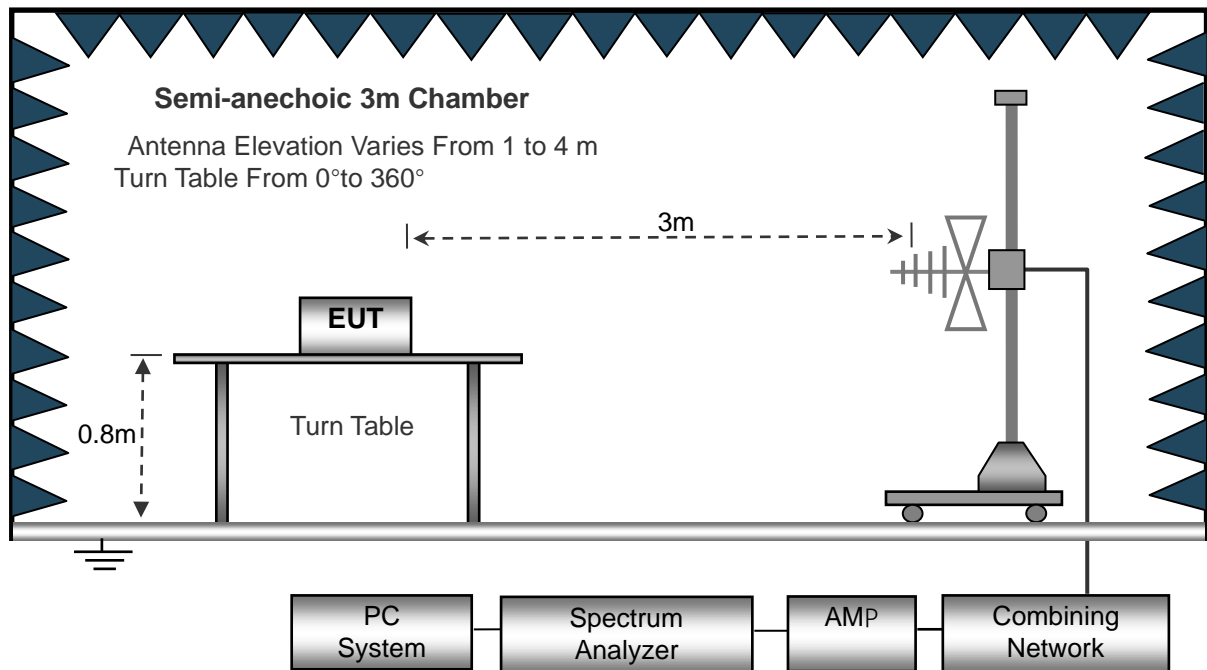 Semi-anechoic 3m Chamber
Antenna Elevation Varies From 1 to 4 m
Turn Table From 0°to 360°
3m
EUT
0.8m
Turn Table
PC
System
Spectrum
Analyzer
AMP
Combining
Network